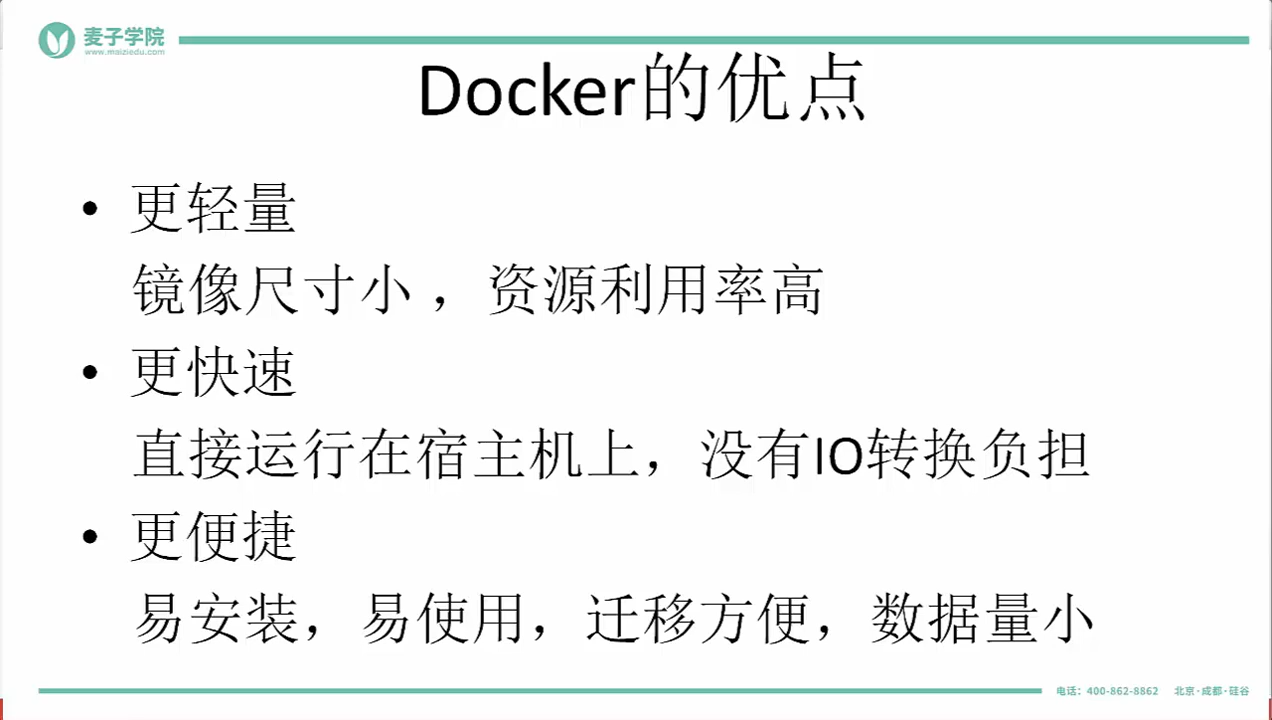 麦子学院
www.maiziedu.com
Docker的优点
• 更轻量
镜像尺寸小，资源利用率高
• 更快速
直接运行在宿主机上，没有IO转换负担
• 更便捷
易安装，易使用，迁移方便，数据量小
电话：400-862-8862 北京·成都·硅谷